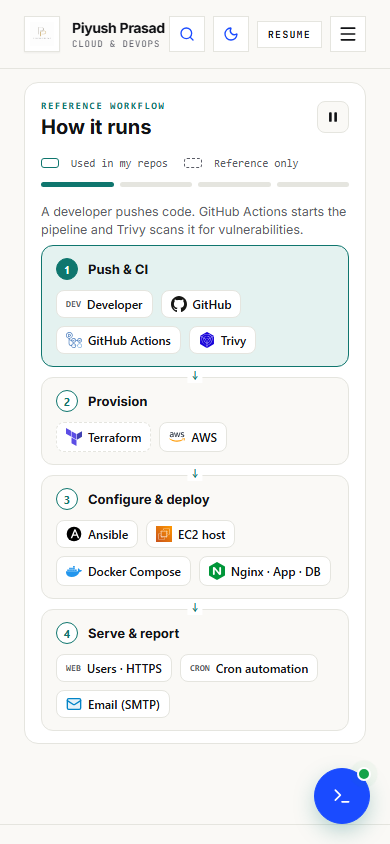 Piyush Prasad
CLOUD & DEVOPS
RESUME
REFERENCE WORKFLOW
How it runs
Used in my repos
Reference only
A developer pushes code. GitHub Actions starts the
pipeline and Trivy scans it for vulnerabilities.
1 Push & CI
DEV Developer
GitHub
GitHub Actions
Trivy
2 Provision
Terraform
aws AWS
3 Configure & deploy
Ansible
EC2 host
Docker Compose
Nginx · App · DB
4 Serve & report
WEB Users · HTTPS
CRON Cron automation
Email (SMTP)